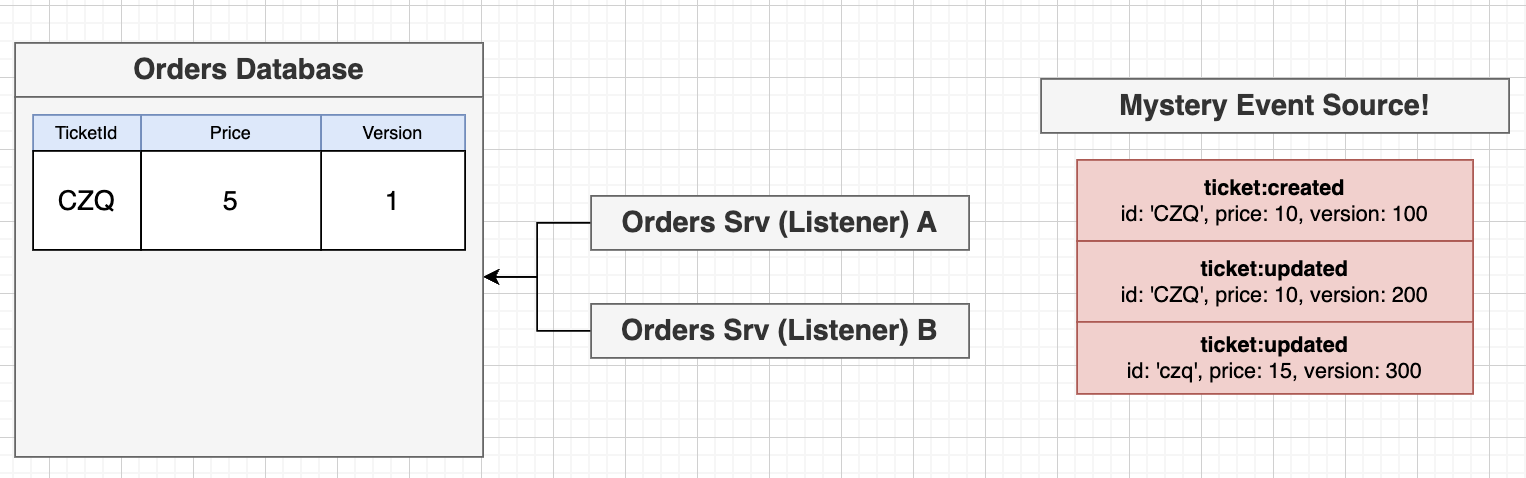 Orders Database
TicketId Price Version
CZQ 5 1
Orders Srv (Listener) A
Orders Srv (Listener) B
Mystery Event Source!
ticket:created
id: 'CZQ', price: 10, version: 100
ticket:updated
id: 'CZQ', price: 10, version: 200
ticket:updated
id: 'czq', price: 15, version: 300